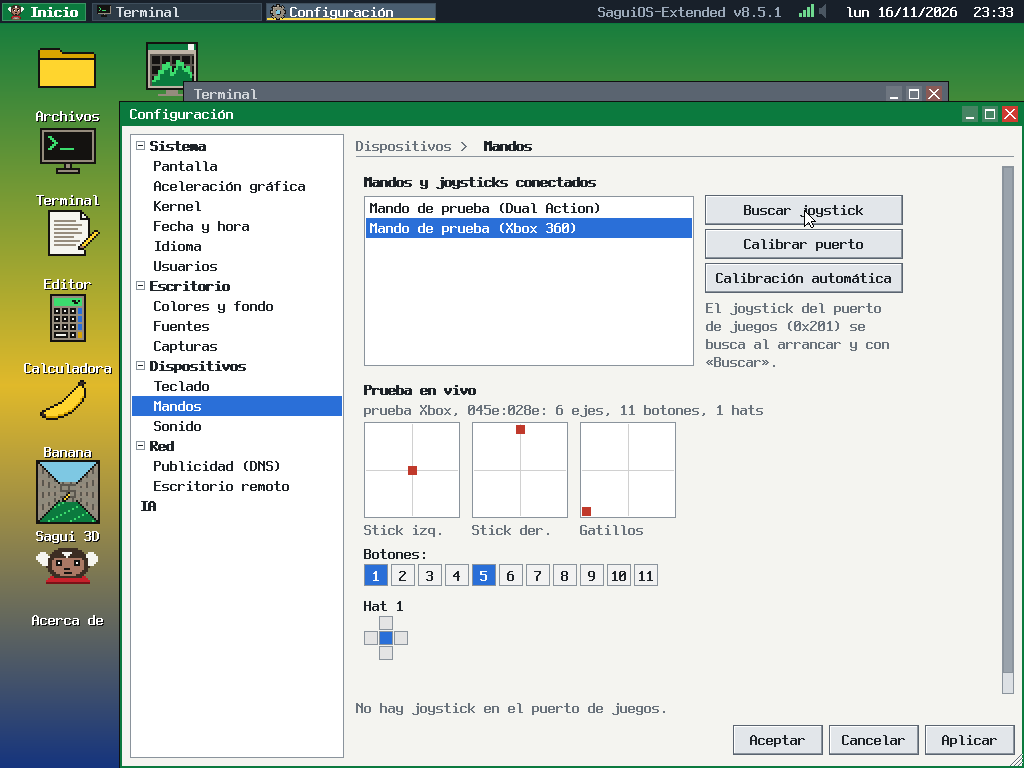 Inicio
Terminal
Configuración
SaguiOS-Extended v8.5.1
lun 16/11/2026 23:33
Archivos
Terminal
Editor
Calculadora
Banana
Sagui 3D
Acerca de
Terminal
Configuración
Sistema
Pantalla
Aceleración gráfica
Kernel
Fecha y hora
Idioma
Usuarios
Escritorio
Colores y fondo
Fuentes
Capturas
Dispositivos
Teclado
Mandos
Sonido
Red
Publicidad (DNS)
Escritorio remoto
IA
Dispositivos > Mandos
Mandos y joysticks conectados
Mando de prueba (Dual Action)
Mando de prueba (Xbox 360)
Buscar joystick
Calibrar puerto
Calibración automática
El joystick del puerto
de juegos (0x201) se
busca al arrancar y con
«Buscar».
Prueba en vivo
prueba Xbox, 045e:028e: 6 ejes, 11 botones, 1 hats
Stick izq. Stick der. Gatillos
Botones:
1 2 3 4 5 6 7 8 9 10 11
Hat 1
No hay joystick en el puerto de juegos.
Aceptar Cancelar Aplicar